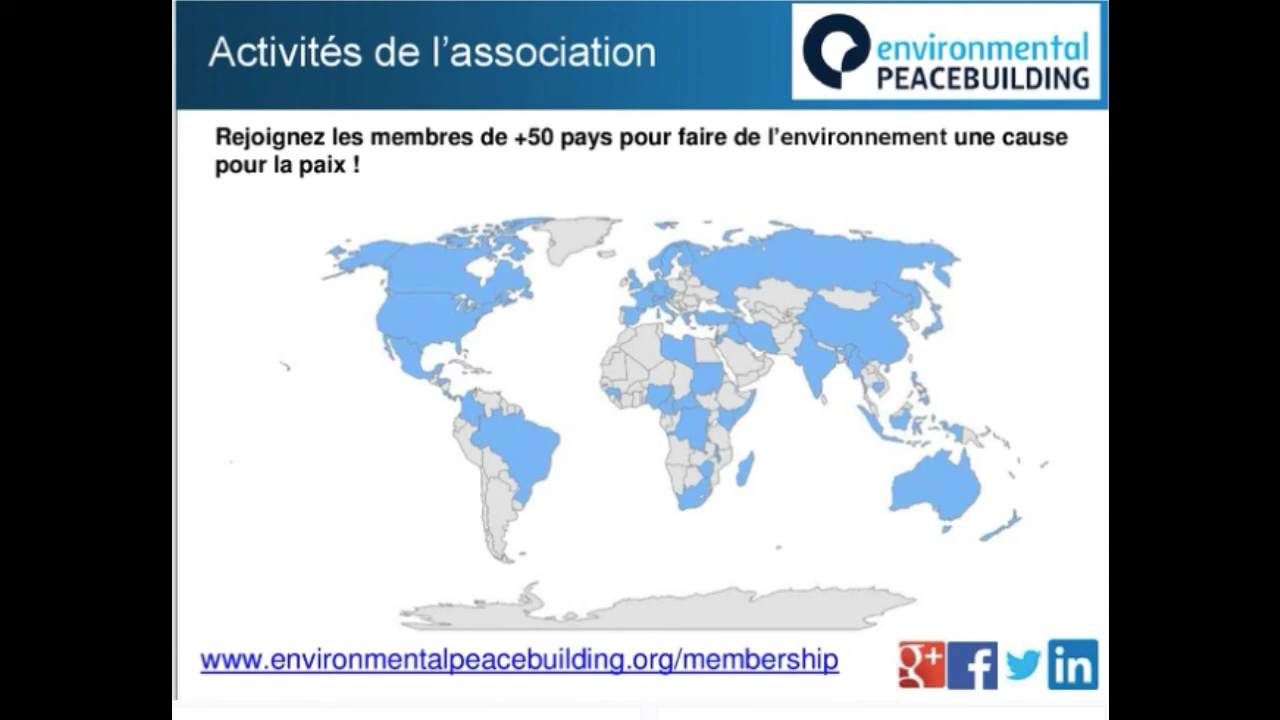 Activités de l'association
environmental
PEACEBUILDING
Rejoignez les membres de +50 pays pour faire de l'environnement une cause
pour la paix !
www.environmentalpeacebuilding.org/membership
g+ f in